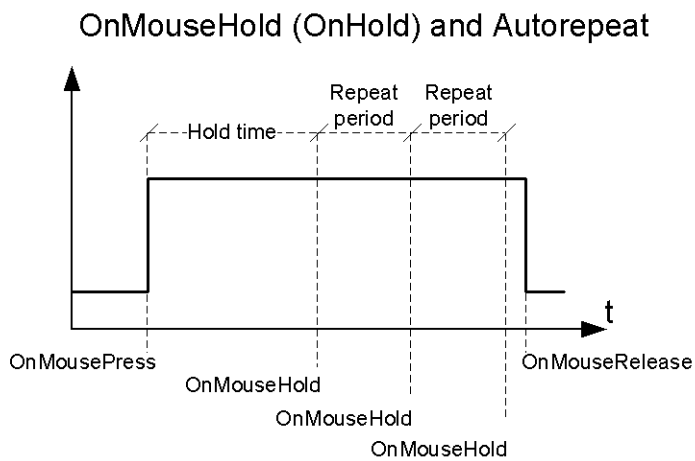 OnMouseHold (OnHold) and Autorepeat
Repeat
period
Repeat
period
Hold time
t
OnMousePress
OnMouseRelease
OnMouseHold
OnMouseHold
OnMouseHold